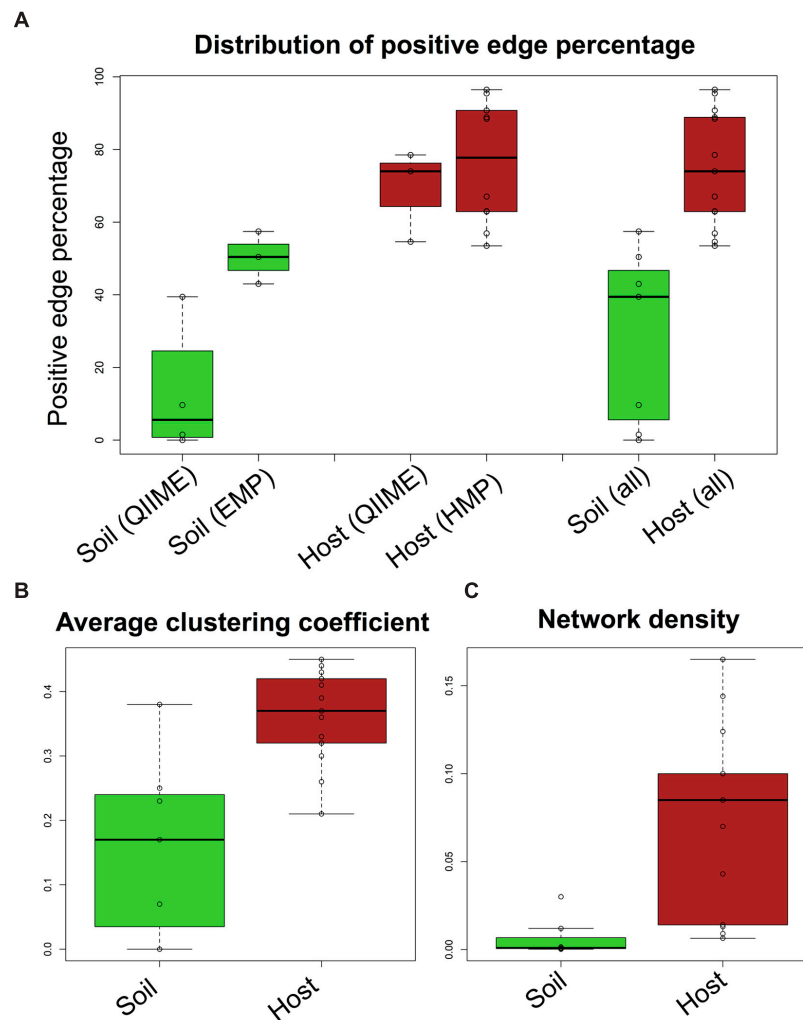 A
Distribution of positive edge percentage
Positive edge percentage
100
80
60
40
20
0
Soil (QIIME)
Soil (EMP)
Host (QIIME)
Host (HMP)
Soil (all)
Host (all)
B
Average clustering coefficient
0.4
0.3
0.2
0.1
0.0
Soil
Host
C
Network density
0.15
0.10
0.05
0.00
Soil
Host